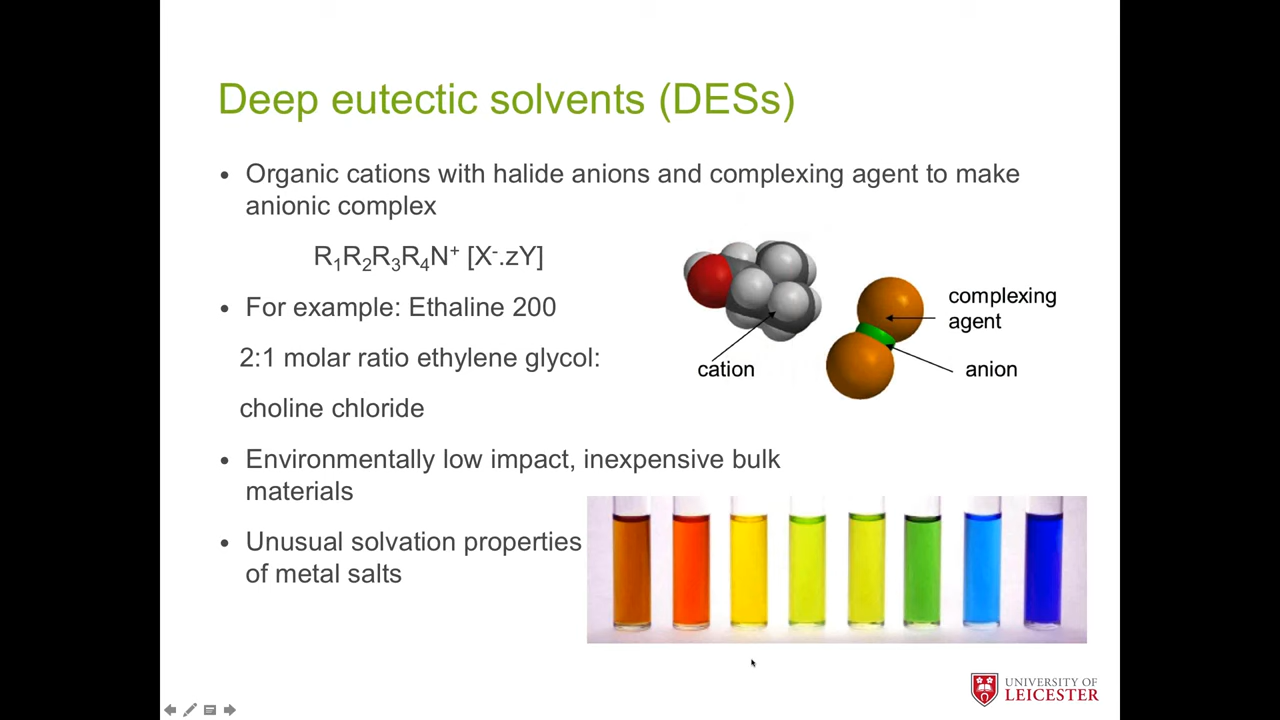 Deep eutectic solvents (DESs)
• Organic cations with halide anions and complexing agent to make
anionic complex
R₁R₂R₃R₄N⁺ [X⁻.zY]
• For example: Ethaline 200
2:1 molar ratio ethylene glycol:
choline chloride
complexing
agent
cation
anion
• Environmentally low impact, inexpensive bulk
materials
• Unusual solvation properties
of metal salts
UNIVERSITY OF
LEICESTER